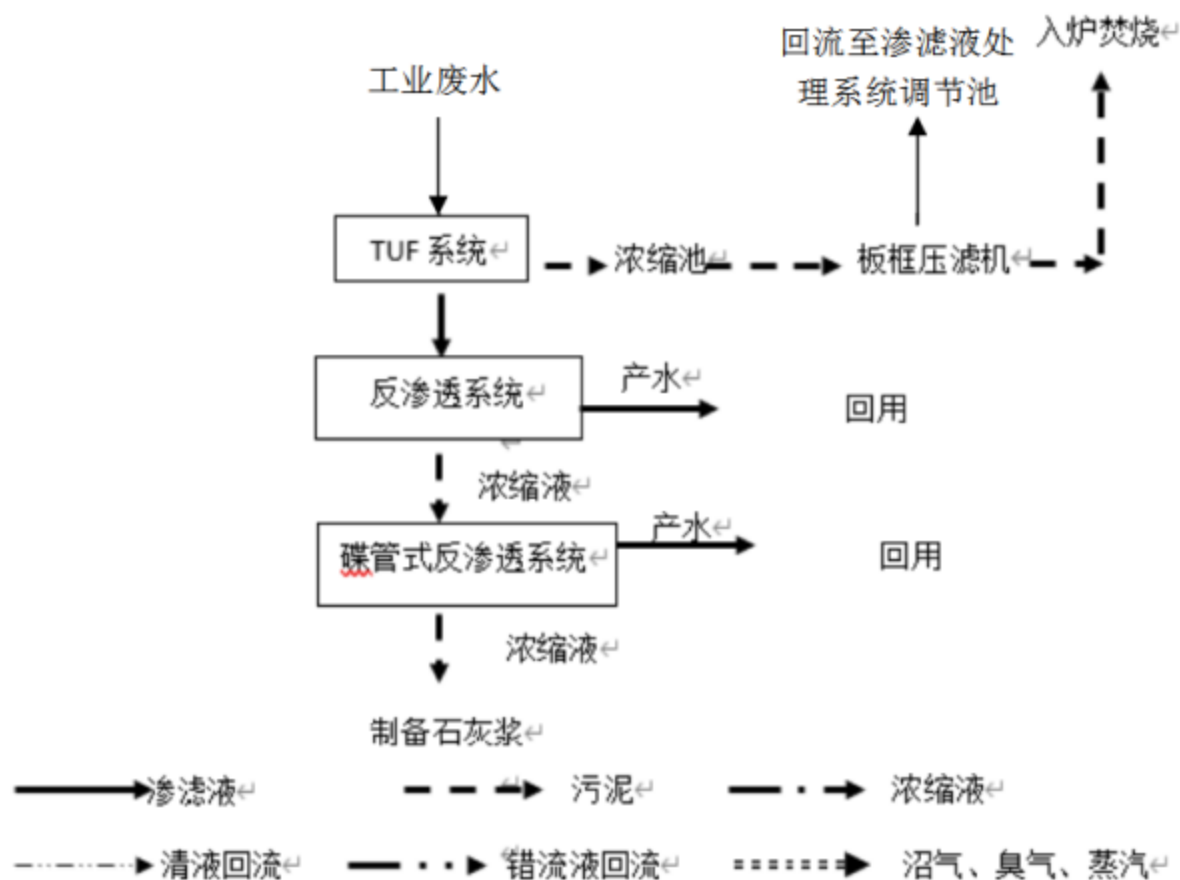 入炉焚烧
回流至渗滤液处
理系统调节池
工业废水
TUF 系统
浓缩池
板框压滤机
反渗透系统
产水
回用
浓缩液
碟管式反渗透系统
产水
回用
浓缩液
制备石灰浆
渗滤液
污泥
浓缩液
清液回流
错流液回流
沼气、臭气、蒸汽